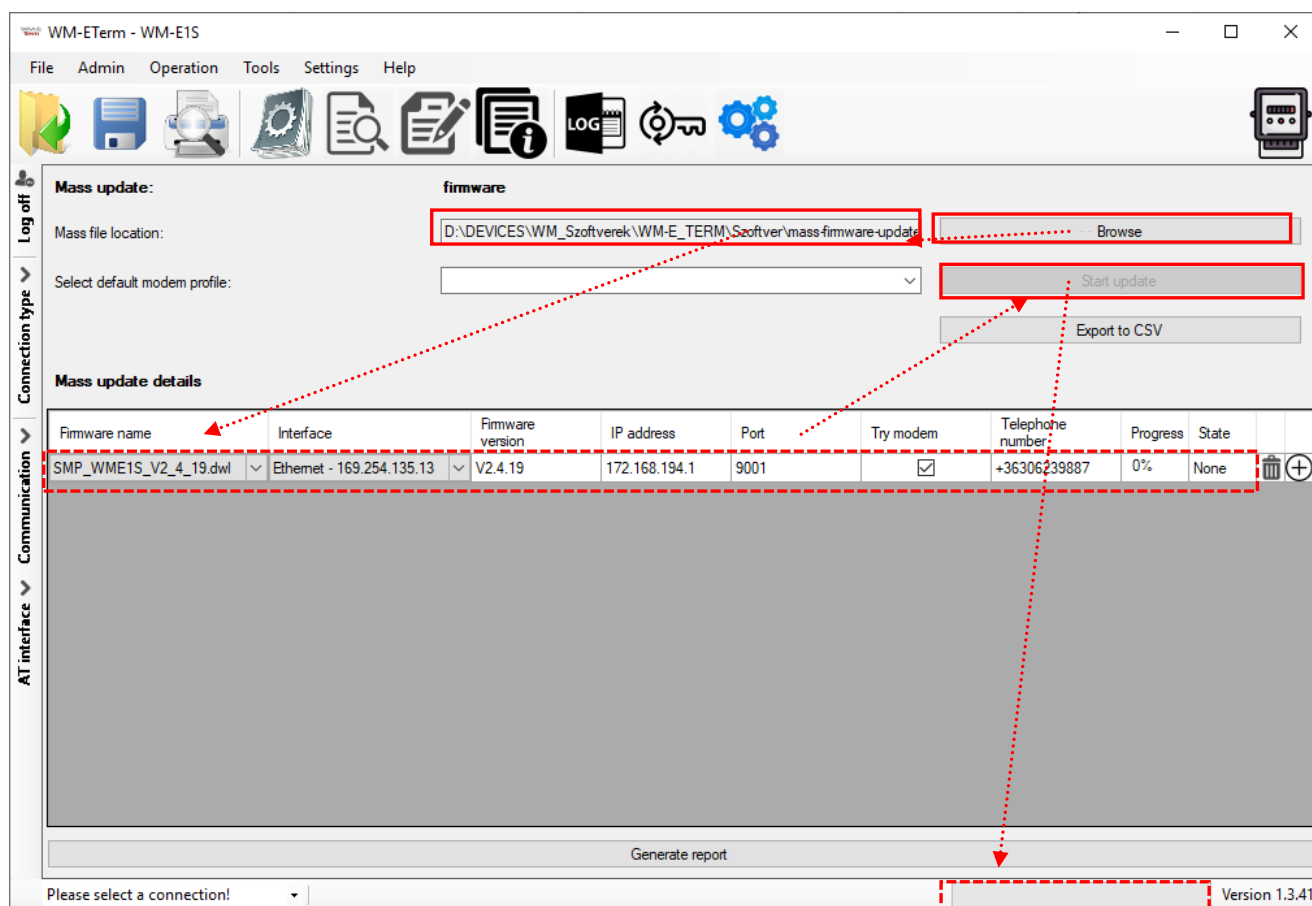 WM-ETerm - WM-E1S
File Admin Operation Tools Settings Help
LOG
Log off
Connection type
Communication
AT interface
Mass update: firmware
Mass file location: D:\DEVICES\WM_Szoftverek\WM-E_TERM\Szoftver\mass-firmware-update Browse
Select default modem profile: Start update
Export to CSV
Mass update details
Firmware name Interface Firmware version IP address Port Try modem Telephone number Progress State
SMP_WME1S_V2_4_19.dwl Ethernet - 169.254.135.13 V2.4.19 172.168.194.1 9001 +36306239887 0% None
Generate report
Please select a connection! Version 1.3.41